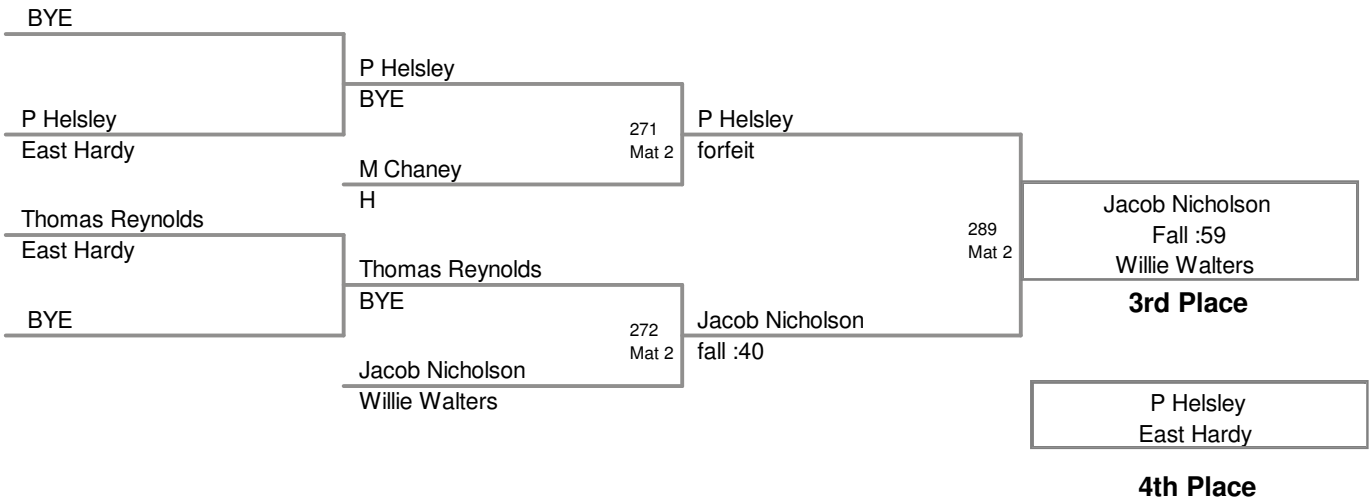 BYE
P Helsley
BYE
P Helsley
East Hardy
271
Mat 2
P Helsley
forfeit
M Chaney
H
Thomas Reynolds
East Hardy
289
Mat 2
Jacob Nicholson
Fall :59
Willie Walters
3rd Place
Thomas Reynolds
BYE
BYE
272
Mat 2
Jacob Nicholson
fall :40
Jacob Nicholson
Willie Walters
P Helsley
East Hardy
4th Place